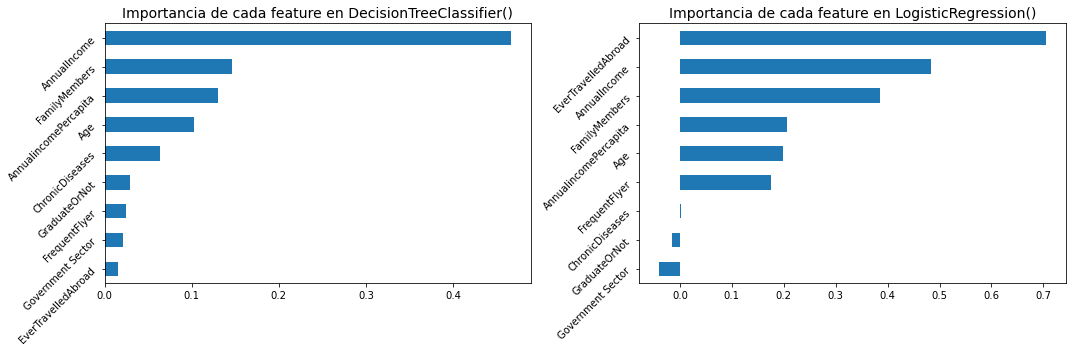 Importancia de cada feature en DecisionTreeClassifier()
AnnualIncome
FamilyMembers
AnnualincomePercapita
Age
ChronicDiseases
GraduateOrNot
FrequentFlyer
Government Sector
EverTravelledAbroad
0.0 0.1 0.2 0.3 0.4
Importancia de cada feature en LogisticRegression()
EverTravelledAbroad
AnnualIncome
FamilyMembers
AnnualincomePercapita
Age
FrequentFlyer
ChronicDiseases
GraduateOrNot
Government Sector
0.0 0.1 0.2 0.3 0.4 0.5 0.6 0.7